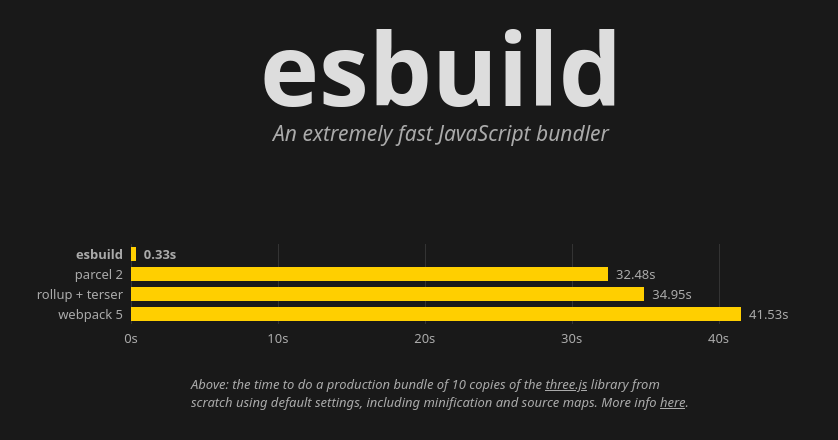 esbuild
An extremely fast JavaScript bundler
esbuild 0.33s
parcel 2 32.48s
rollup + terser 34.95s
webpack 5 41.53s
0s 10s 20s 30s 40s
Above: the time to do a production bundle of 10 copies of the three.js library from
scratch using default settings, including minification and source maps. More info here.